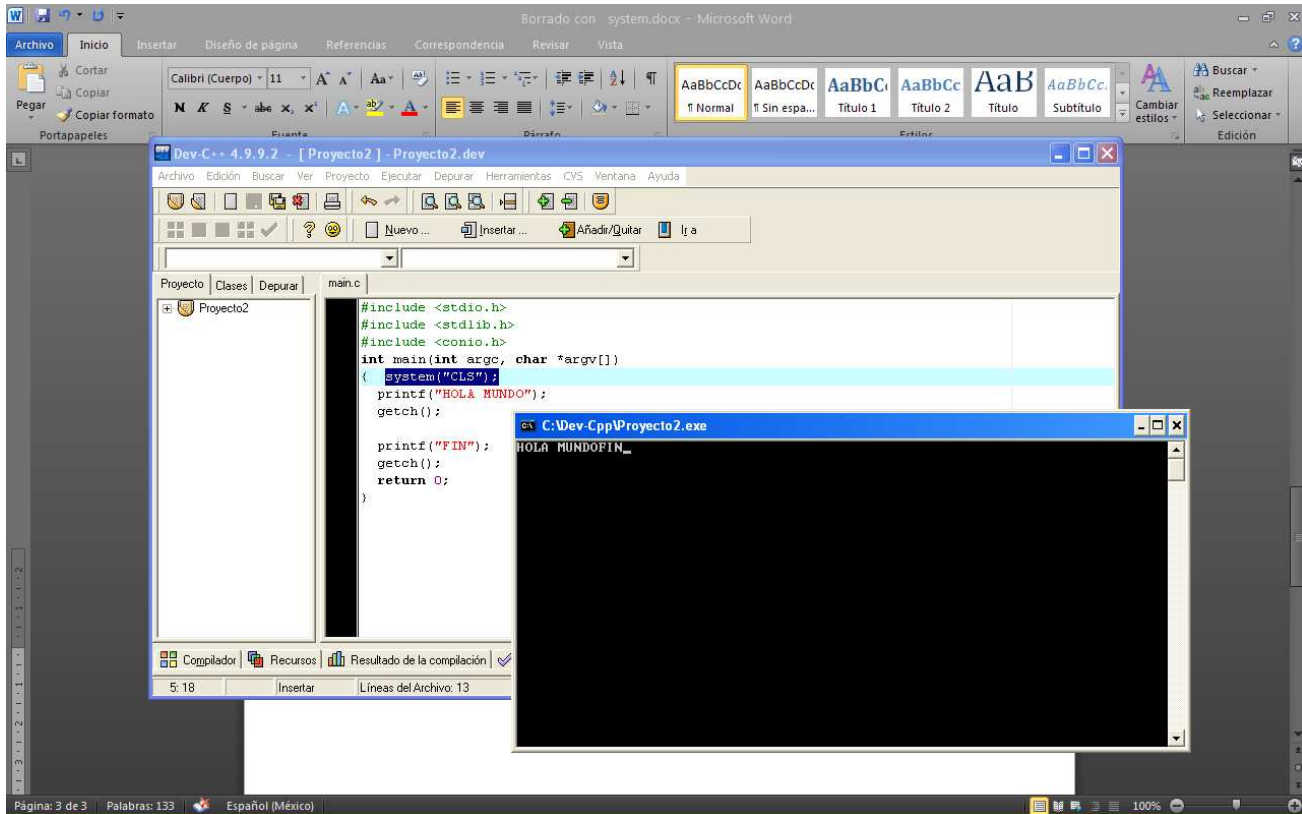 Borrado con system.docx - Microsoft Word
Archivo Inicio Insertar Diseño de página Referencias Correspondencia Revisar Vista
Pegar
Cortar
Copiar
Copiar formato
Portapapeles
Calibri (Cuerpo) 11
N K S abc x, x²
Fuente
Párrafo
AaBbCcDc AaBbCcDc AaBbC AaBbCc AaB AaBbCc.
¶ Normal ¶ Sin espa... Título 1 Título 2 Título Subtítulo
Cambiar estilos
Buscar
Reemplazar
Seleccionar
Edición
Dev-C++ 4.9.9.2 - [ Proyecto2 ] - Proyecto2.dev
Archivo Edición Buscar Ver Proyecto Ejecutar Depurar Herramientas CVS Ventana Ayuda
Nuevo ... Insertar ... Añadir/Quitar Ir a
Proyecto Clases Depurar main.c
Proyecto2
#include <stdio.h>
#include <stdlib.h>
#include <conio.h>
int main(int argc, char *argv[])
{ system("CLS");
printf("HOLA MUNDO");
getch();
printf("FIN");
getch();
return 0;
}
C:\Dev-Cpp\Proyecto2.exe
HOLA MUNDOFIN_
Compilador Recursos Resultado de la compilación
5: 18 Insertar Líneas del Archivo: 13
Página: 3 de 3 Palabras: 133 Español (México) 100%